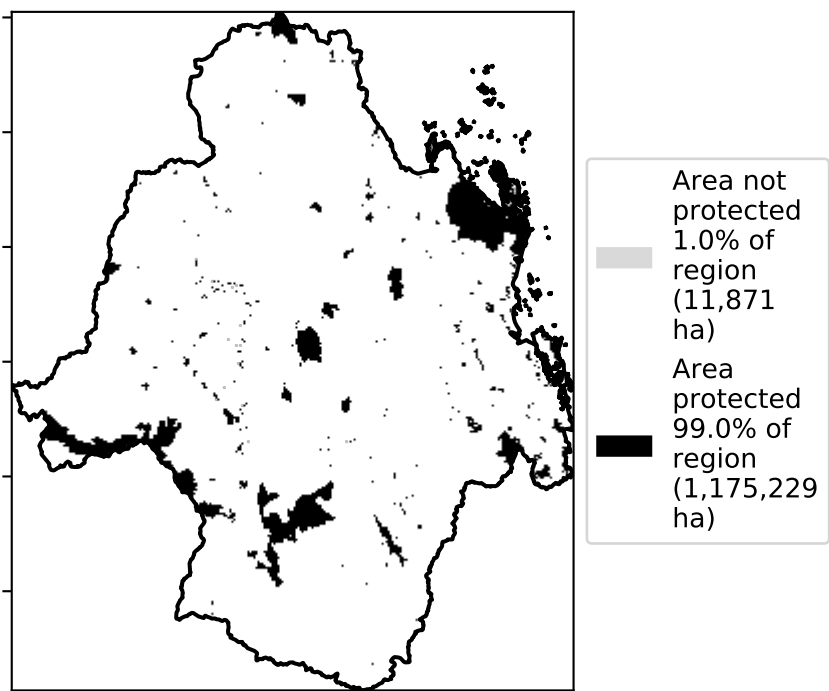 Area not
protected
1.0% of
region
(11,871
ha)
Area
protected
99.0% of
region
(1,175,229
ha)